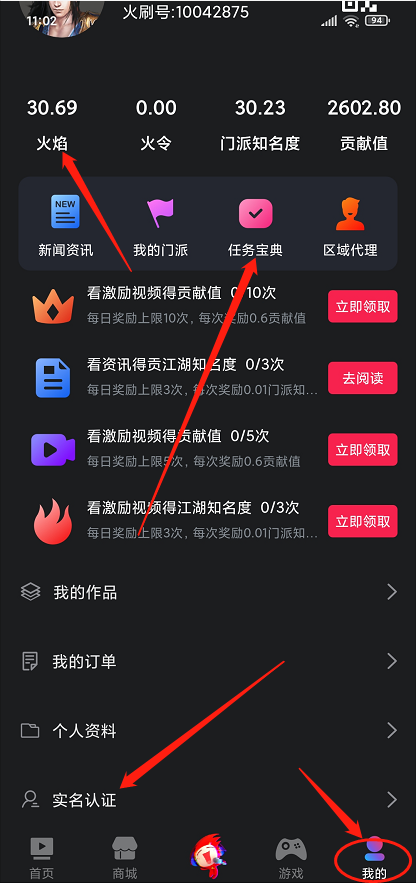 火刷号:10042875
11:02
94
30.69 0.00 30.23 2602.80
火焰 火令 门派知名度 贡献值
NEW
新闻资讯 我的门派 任务宝典 区域代理
看激励视频得贡献值 0/10次
每日奖励上限10次, 每次奖励0.6贡献值
立即领取
看资讯得贡江湖知名度 0/3次
每日奖励上限3次, 每次奖励0.01门派知...
去阅读
看激励视频得贡献值 0/5次
每日奖励上限5次, 每次奖励0.6贡献值
立即领取
看激励视频得江湖知名度 0/3次
每日奖励上限3次, 每次奖励0.01门派知...
立即领取
我的作品
我的订单
个人资料
实名认证
首页 商城 游戏 我的